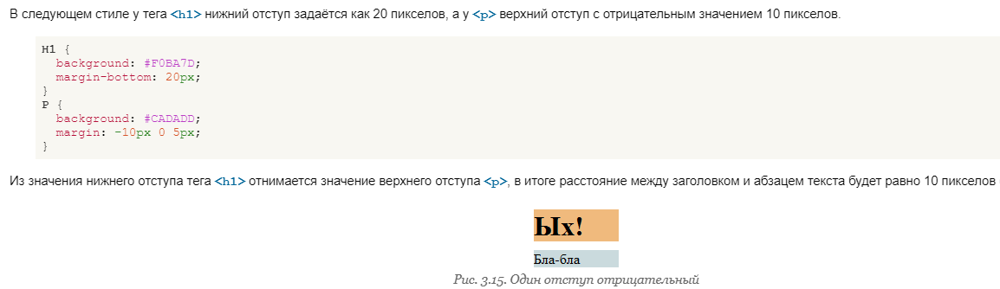 В следующем стиле у тега <h1> нижний отступ задаётся как 20 пикселов, а у <p> верхний отступ с отрицательным значением 10 пикселов.
H1 {
  background: #F0BA7D;
  margin-bottom: 20px;
}
P {
  background: #CADADD;
  margin: -10px 0 5px;
}
Из значения нижнего отступа тега <h1> отнимается значение верхнего отступа <p>, в итоге расстояние между заголовком и абзацем текста будет равно 10 пикселов
Ых!
Бла-бла
Рис. 3.15. Один отступ отрицательный